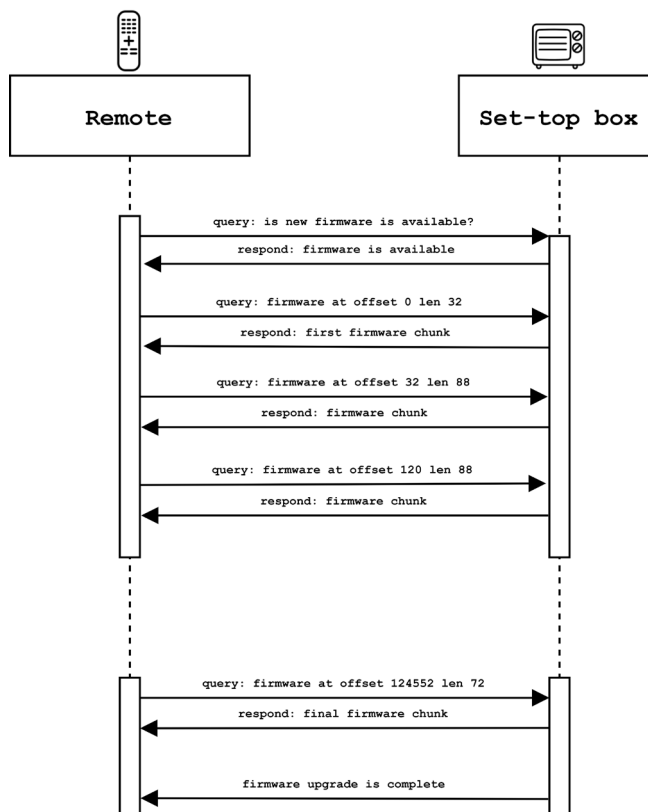 Remote
Set-top box
query: is new firmware is available?
respond: firmware is available
query: firmware at offset 0 len 32
respond: first firmware chunk
query: firmware at offset 32 len 88
respond: firmware chunk
query: firmware at offset 120 len 88
respond: firmware chunk
query: firmware at offset 124552 len 72
respond: final firmware chunk
firmware upgrade is complete